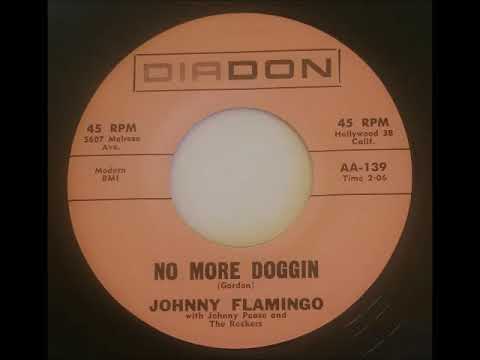 DIADON
45 RPM
5607 Melrose
Ave.
45 RPM
Hollywood 38
Calif.
Modern
BMI
AA-139
Time 2-06
NO MORE DOGGIN
(Gordon)
JOHNNY FLAMINGO
with Johnny Pease and
The Rockers